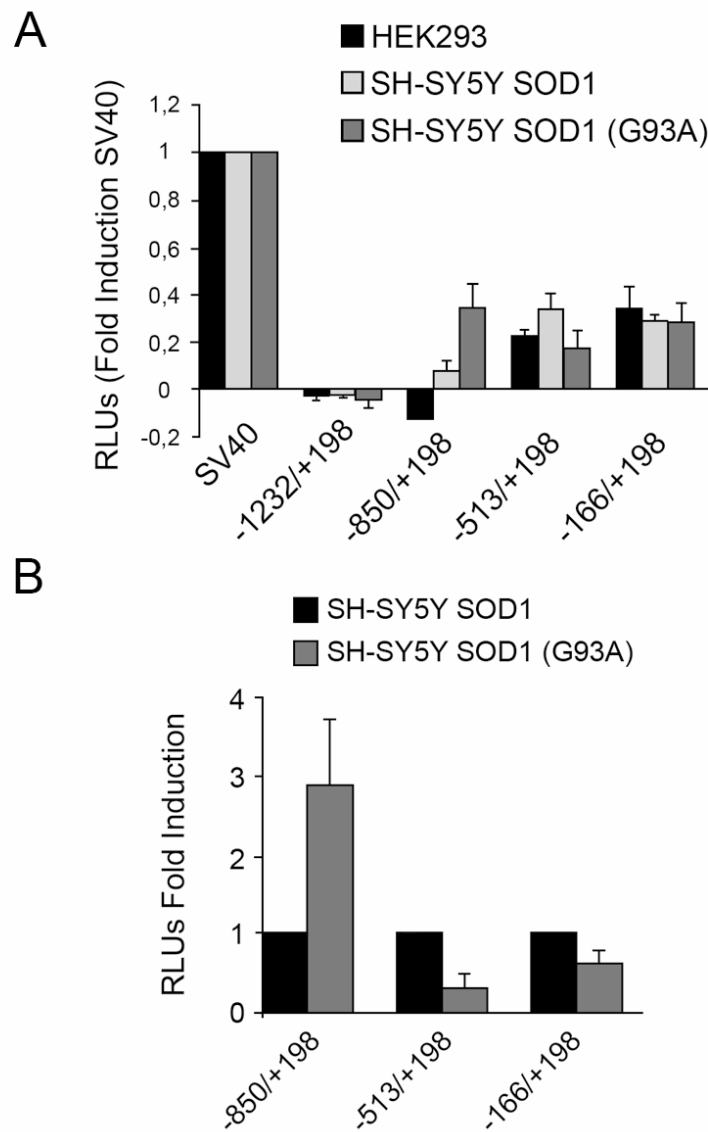 A
HEK293
SH-SY5Y SOD1
SH-SY5Y SOD1 (G93A)
RLUs (Fold Induction SV40)
1,2
1
0,8
0,6
0,4
0,2
0
-0,2
SV40
-1232/+198
-850/+198
-513/+198
-166/+198
B
SH-SY5Y SOD1
SH-SY5Y SOD1 (G93A)
RLUs Fold Induction
4
3
2
1
0
-850/+198
-513/+198
-166/+198